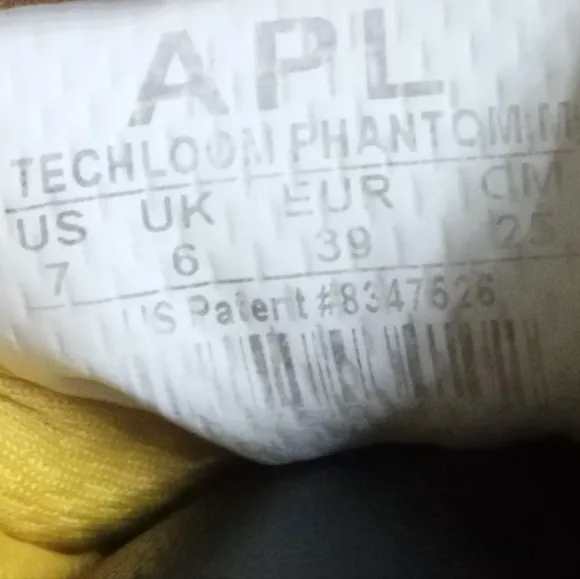 APL
TECHLOOM PHANTOM M
US UK EUR CM
7 6 39 25
US Patent #8347526